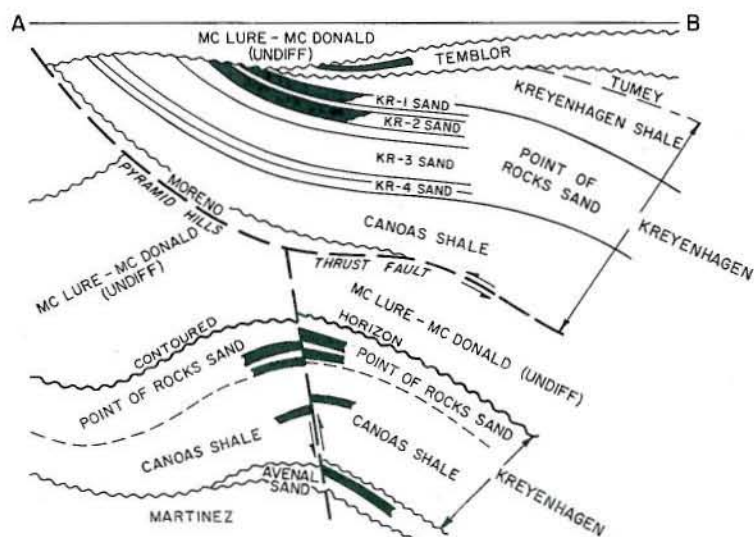 A
B
MC LURE - MC DONALD
(UNDIFF)
TEMBLOR
TUMEY
KREYENHAGEN SHALE
KR-1 SAND
KR-2 SAND
KR-3 SAND
KR-4 SAND
POINT OF
ROCKS SAND
KREYENHAGEN
MORENO
PYRAMID HILLS
THRUST FAULT
CANOAS SHALE
MC LURE - MC DONALD
(UNDIFF)
MC LURE - MC DONALD (UNDIFF)
CONTOURED
HORIZON
POINT OF ROCKS SAND
POINT OF ROCKS SAND
CANOAS SHALE
CANOAS SHALE
KREYENHAGEN
AVENAL
SAND
MARTINEZ